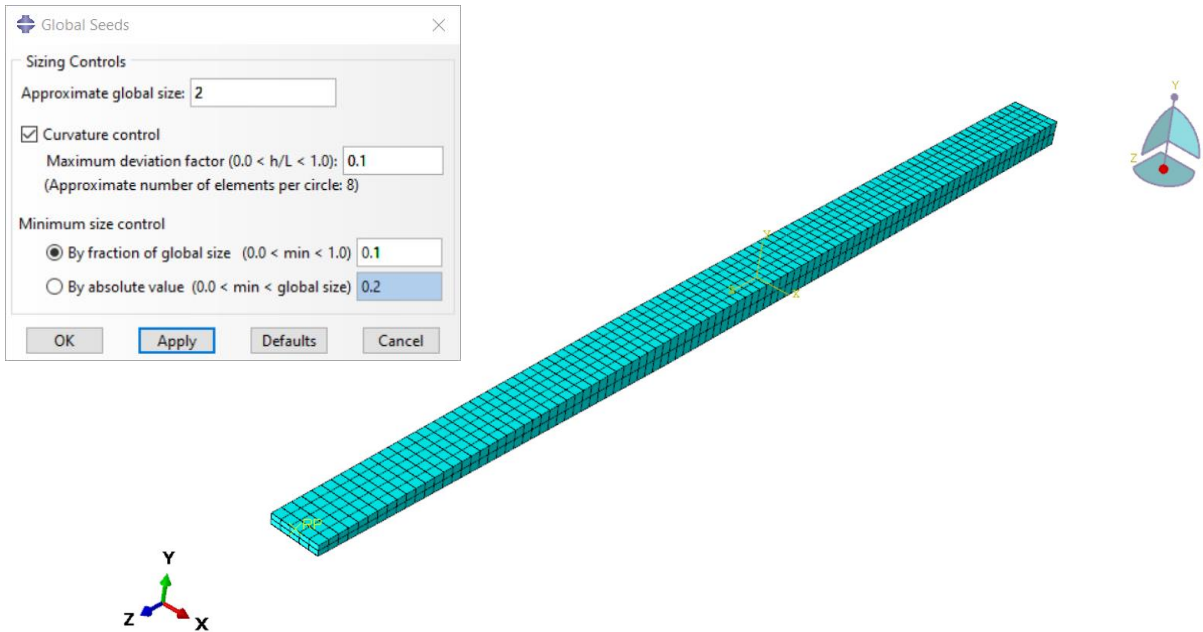 Global Seeds
Sizing Controls
Approximate global size: 2
Curvature control
Maximum deviation factor (0.0 < h/L < 1.0): 0.1
(Approximate number of elements per circle: 8)
Minimum size control
By fraction of global size (0.0 < min < 1.0) 0.1
By absolute value (0.0 < min < global size) 0.2
OK Apply Defaults Cancel
Y
Z
Y
X
RP
Y
Z
X